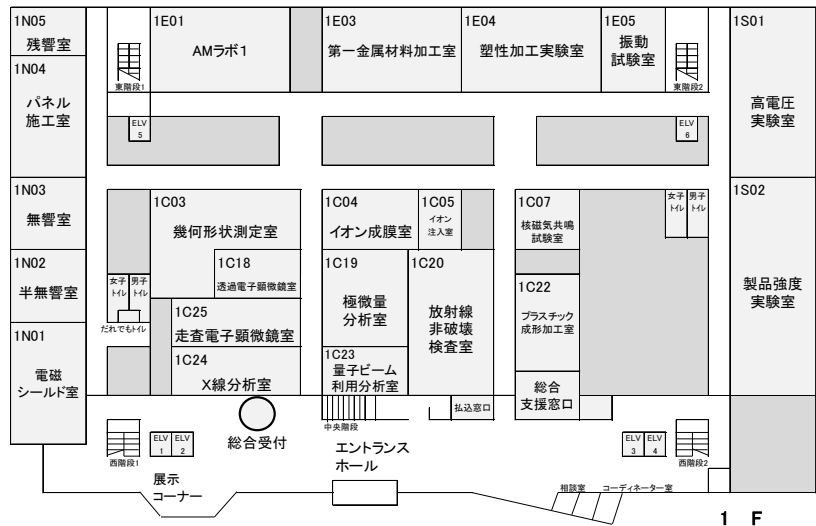 1N05
残響室
1E01
AMラボ1
1E03
第一金属材料加工室
1E04
塑性加工実験室
1E05
振動
試験室
1S01
高電圧
実験室
1N04
パネル
施工室
東階段1
東階段2
ELV
5
ELV
6
1N03
無響室
1C03
幾何形状測定室
1C04
イオン成膜室
1C05
イオン
注入室
1C07
核磁気共鳴
試験室
女子
トイレ
男子
トイレ
1S02
製品強度
実験室
1N02
半無響室
1C18
透過電子顕微鏡室
1C19
極微量
分析室
1C20
放射線
非破壊
検査室
1C22
プラスチック
成形加工室
女子
トイレ
男子
トイレ
だれでもトイレ
1C25
走査電子顕微鏡室
1N01
電磁
シールド室
1C24
X線分析室
1C23
量子ビーム
利用分析室
総合
支援窓口
払込窓口
中央階段
総合受付
エントランス
ホール
ELV
1
ELV
2
西階段1
ELV
3
ELV
4
西階段2
展示
コーナー
相談室
コーディネーター室
1 F